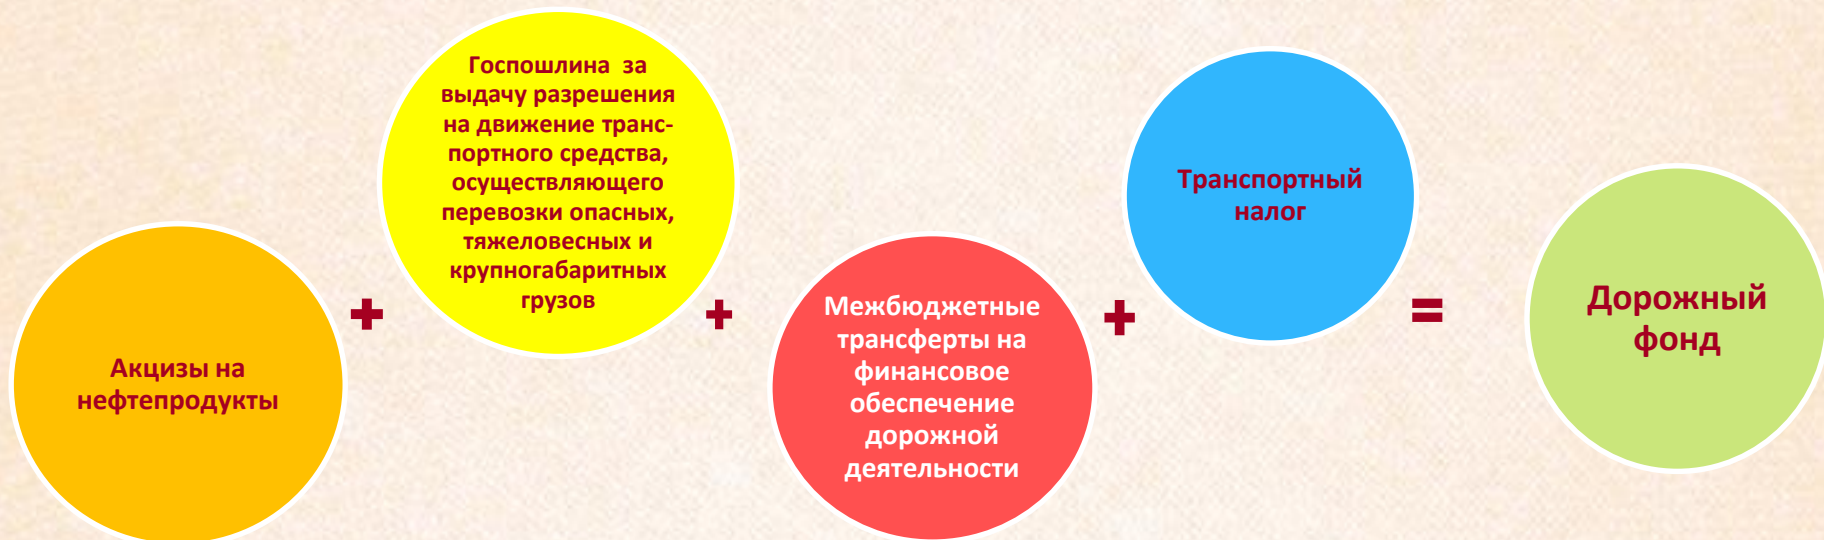 Акцизы на
нефтепродукты
+
Госпошлина за
выдачу разрешения
на движение транс-
портного средства,
осуществляющего
перевозки опасных,
тяжеловесных и
крупногабаритных
грузов
+
Межбюджетные
трансферты на
финансовое
обеспечение
дорожной
деятельности
+
Транспортный
налог
=
Дорожный
фонд